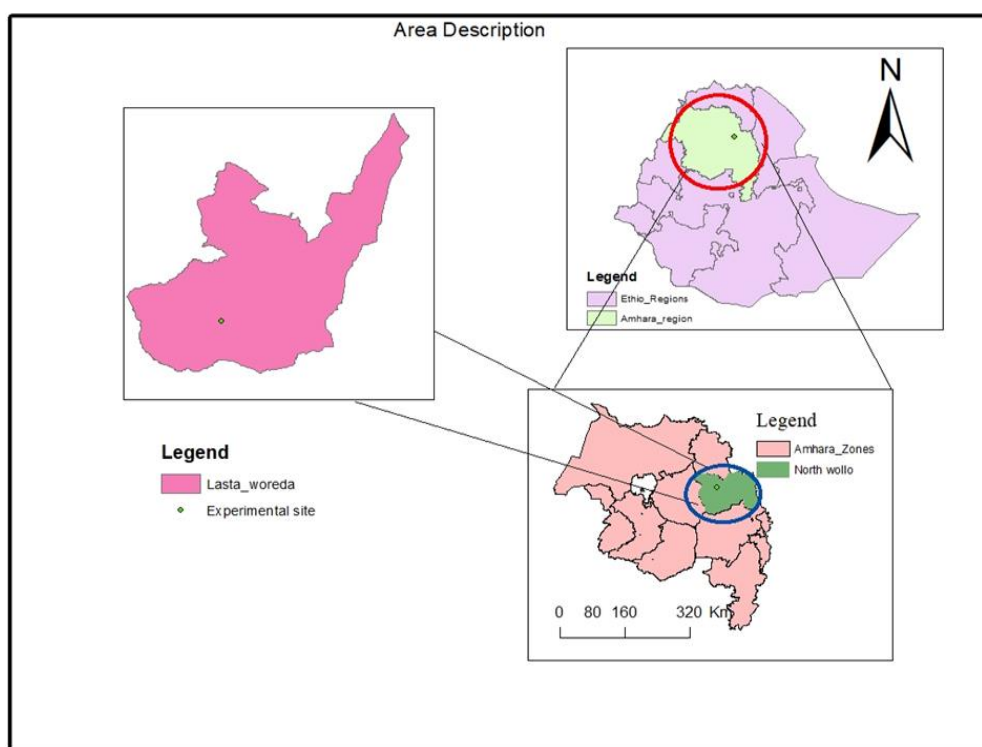 Area Description
N
Legend
Ethio_Regions
Amhara_region
Legend
Lasta_woreda
Experimental site
Legend
Amhara_Zones
North wollo
0 80 160 320 Km